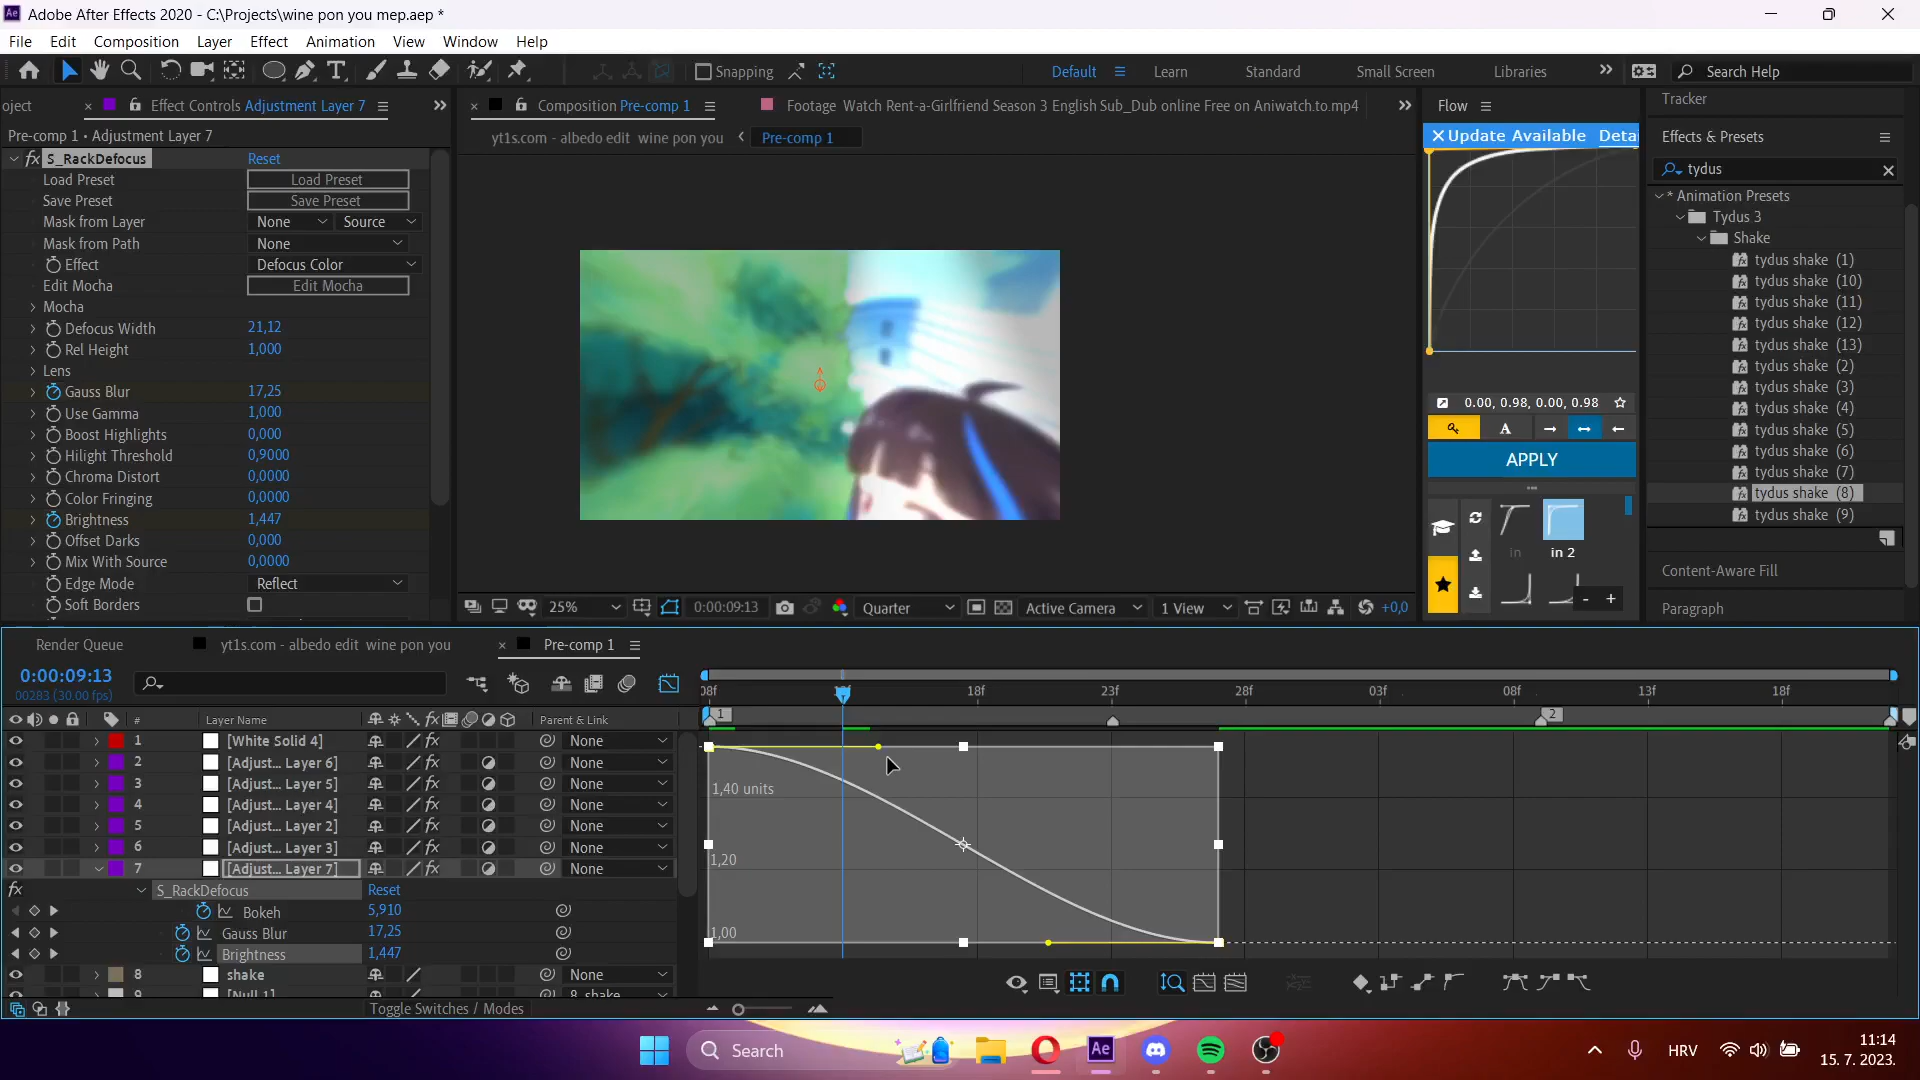 Ae Adobe After Effects 2020 - C:\Projects\wine pon you mep.aep *
File Edit Composition Layer Effect Animation View Window Help
Snapping
Default Learn Standard Small Screen Libraries
Search Help
oject
Effect Controls Adjustment Layer 7
Composition Pre-comp 1
Footage Watch Rent-a-Girlfriend Season 3 English Sub_Dub online Free on Aniwatch.to.mp4
Pre-comp 1 • Adjustment Layer 7
yt1s.com - albedo edit wine pon you
Pre-comp 1
fx S_RackDefocus Reset
Load Preset Load Preset
Save Preset Save Preset
Mask from Layer None Source
Mask from Path None
Effect Defocus Color
Edit Mocha Edit Mocha
Mocha
Defocus Width 21,12
Rel Height 1,000
Lens
Gauss Blur 17,25
Use Gamma 1,000
Boost Highlights 0,000
Hilight Threshold 0,9000
Chroma Distort 0,0000
Color Fringing 0,0000
Brightness 1,447
Offset Darks 0,000
Mix With Source 0,0000
Edge Mode Reflect
Soft Borders
25% 0:00:09:13 Quarter Active Camera 1 View +0,0
Flow
Update Available Detai
0.00, 0.98, 0.00, 0.98
A
APPLY
In
in 2
- +
Tracker
Effects & Presets
tydus
* Animation Presets
Tydus 3
Shake
tydus shake (1)
tydus shake (10)
tydus shake (11)
tydus shake (12)
tydus shake (13)
tydus shake (2)
tydus shake (3)
tydus shake (4)
tydus shake (5)
tydus shake (6)
tydus shake (7)
tydus shake (8)
tydus shake (9)
Content-Aware Fill
Paragraph
Render Queue
yt1s.com - albedo edit wine pon you
Pre-comp 1
0:00:09:13
00283 (30.00 fps)
# Layer Name fx Parent & Link
1 [White Solid 4] fx None
2 [Adjust... Layer 6] fx None
3 [Adjust... Layer 5] fx None
4 [Adjust... Layer 4] fx None
5 [Adjust... Layer 2] fx None
6 [Adjust... Layer 3] fx None
7 [Adjust... Layer 7] fx None
fx S_RackDefocus Reset
Bokeh 5,910
Gauss Blur 17,25
Brightness 1,447
8 shake None
9 [Null 1] 8. shake
Toggle Switches / Modes
08f 18f 23f 28f 03f 08f 13f 18f
1 2
1,40 units
1,20
1,00
Search
Ae
HRV
11:14
15. 7. 2023.